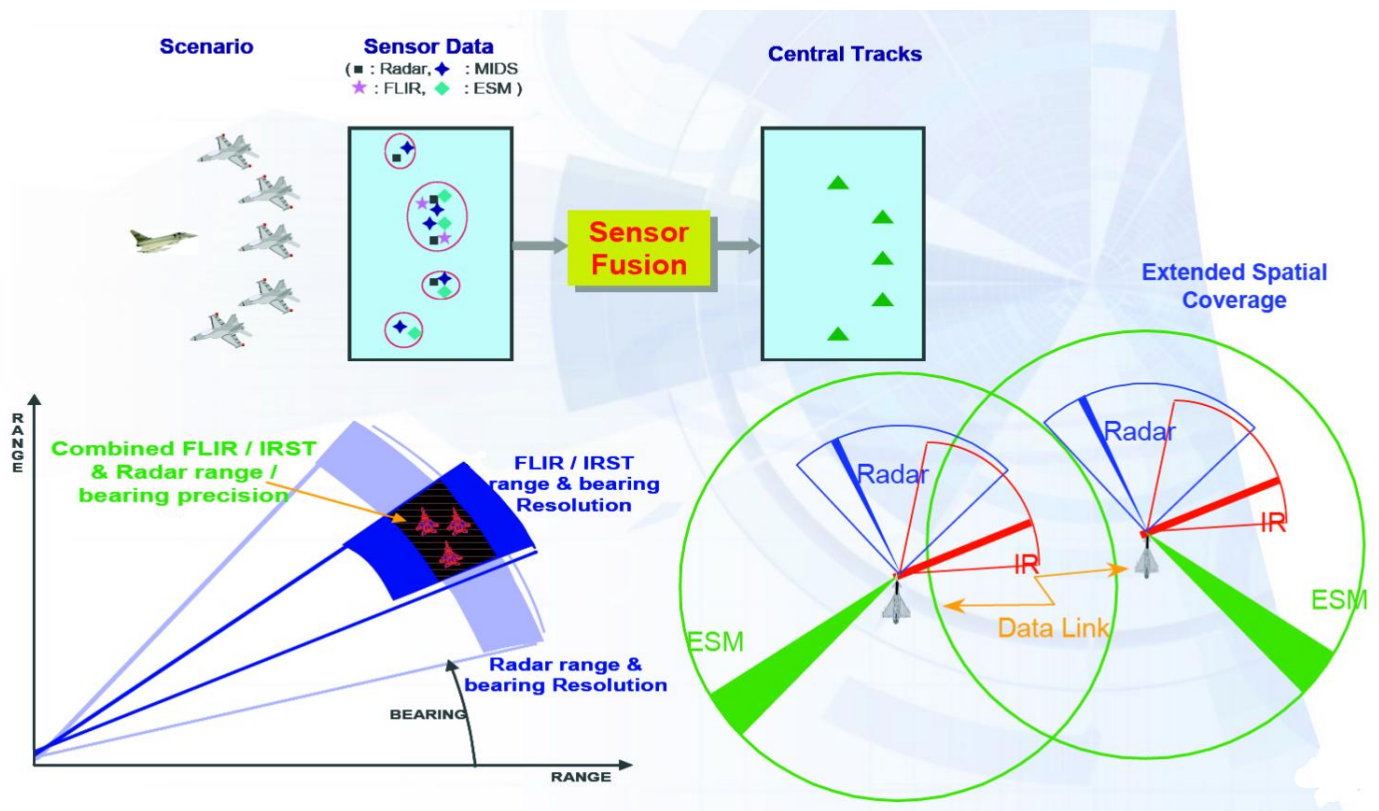 Scenario
Sensor Data
( ■ : Radar, ✦ : MIDS
★ : FLIR, ◆ : ESM )
Central Tracks
Sensor
Fusion
Extended Spatial
Coverage
RANGE
Combined FLIR / IRST
& Radar range /
bearing precision
FLIR / IRST
range & bearing
Resolution
Radar range &
bearing Resolution
BEARING
RANGE
Radar
IR
ESM
Data Link
Radar
IR
ESM